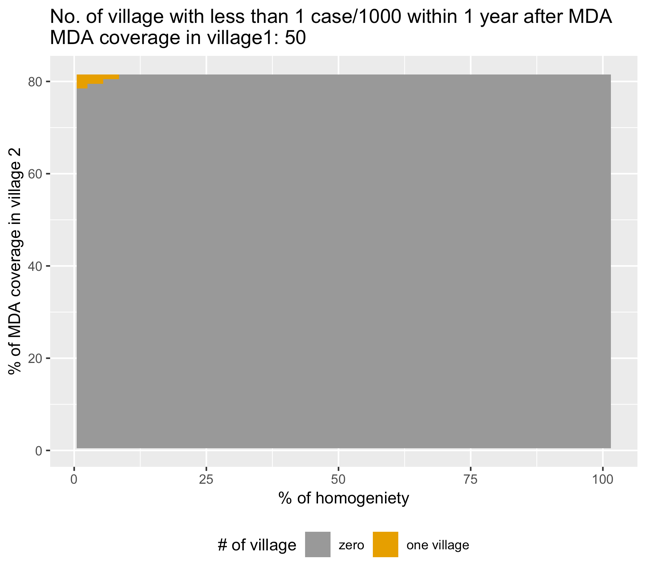 No. of village with less than 1 case/1000 within 1 year after MDA
MDA coverage in village1: 50
% of MDA coverage in village 2
80
60
40
20
0
0 25 50 75 100
% of homogeniety
# of village zero one village